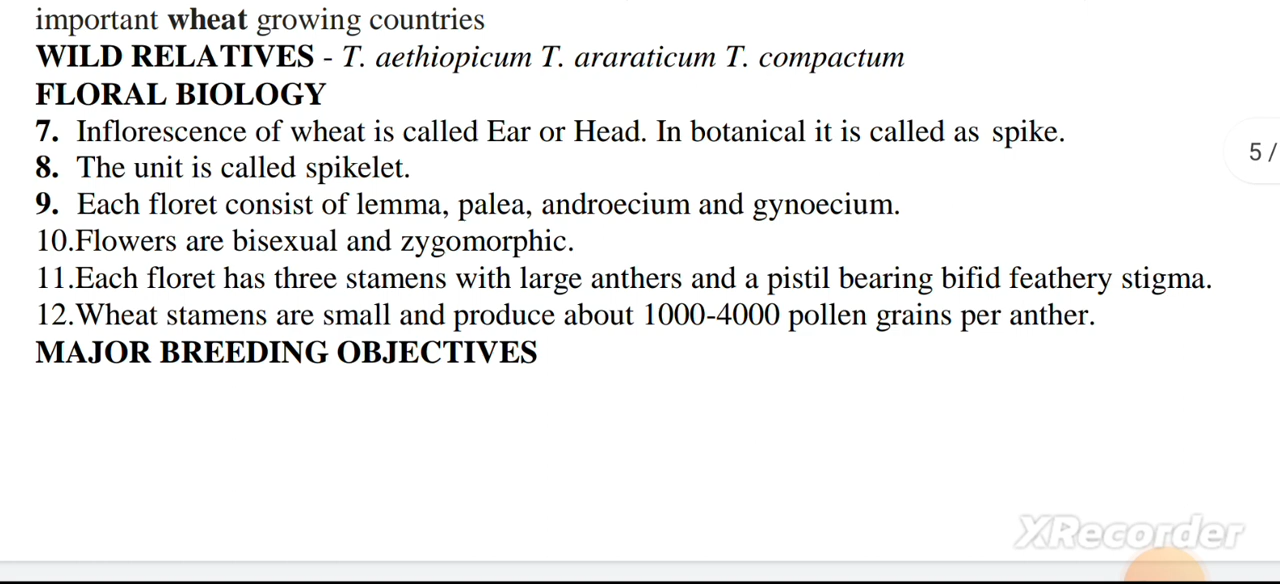 important wheat growing countries
WILD RELATIVES - T. aethiopicum T. araraticum T. compactum
FLORAL BIOLOGY
7. Inflorescence of wheat is called Ear or Head. In botanical it is called as spike.
5 /
8. The unit is called spikelet.
9. Each floret consist of lemma, palea, androecium and gynoecium.
10.Flowers are bisexual and zygomorphic.
11.Each floret has three stamens with large anthers and a pistil bearing bifid feathery stigma.
12.Wheat stamens are small and produce about 1000-4000 pollen grains per anther.
MAJOR BREEDING OBJECTIVES
XRecorder